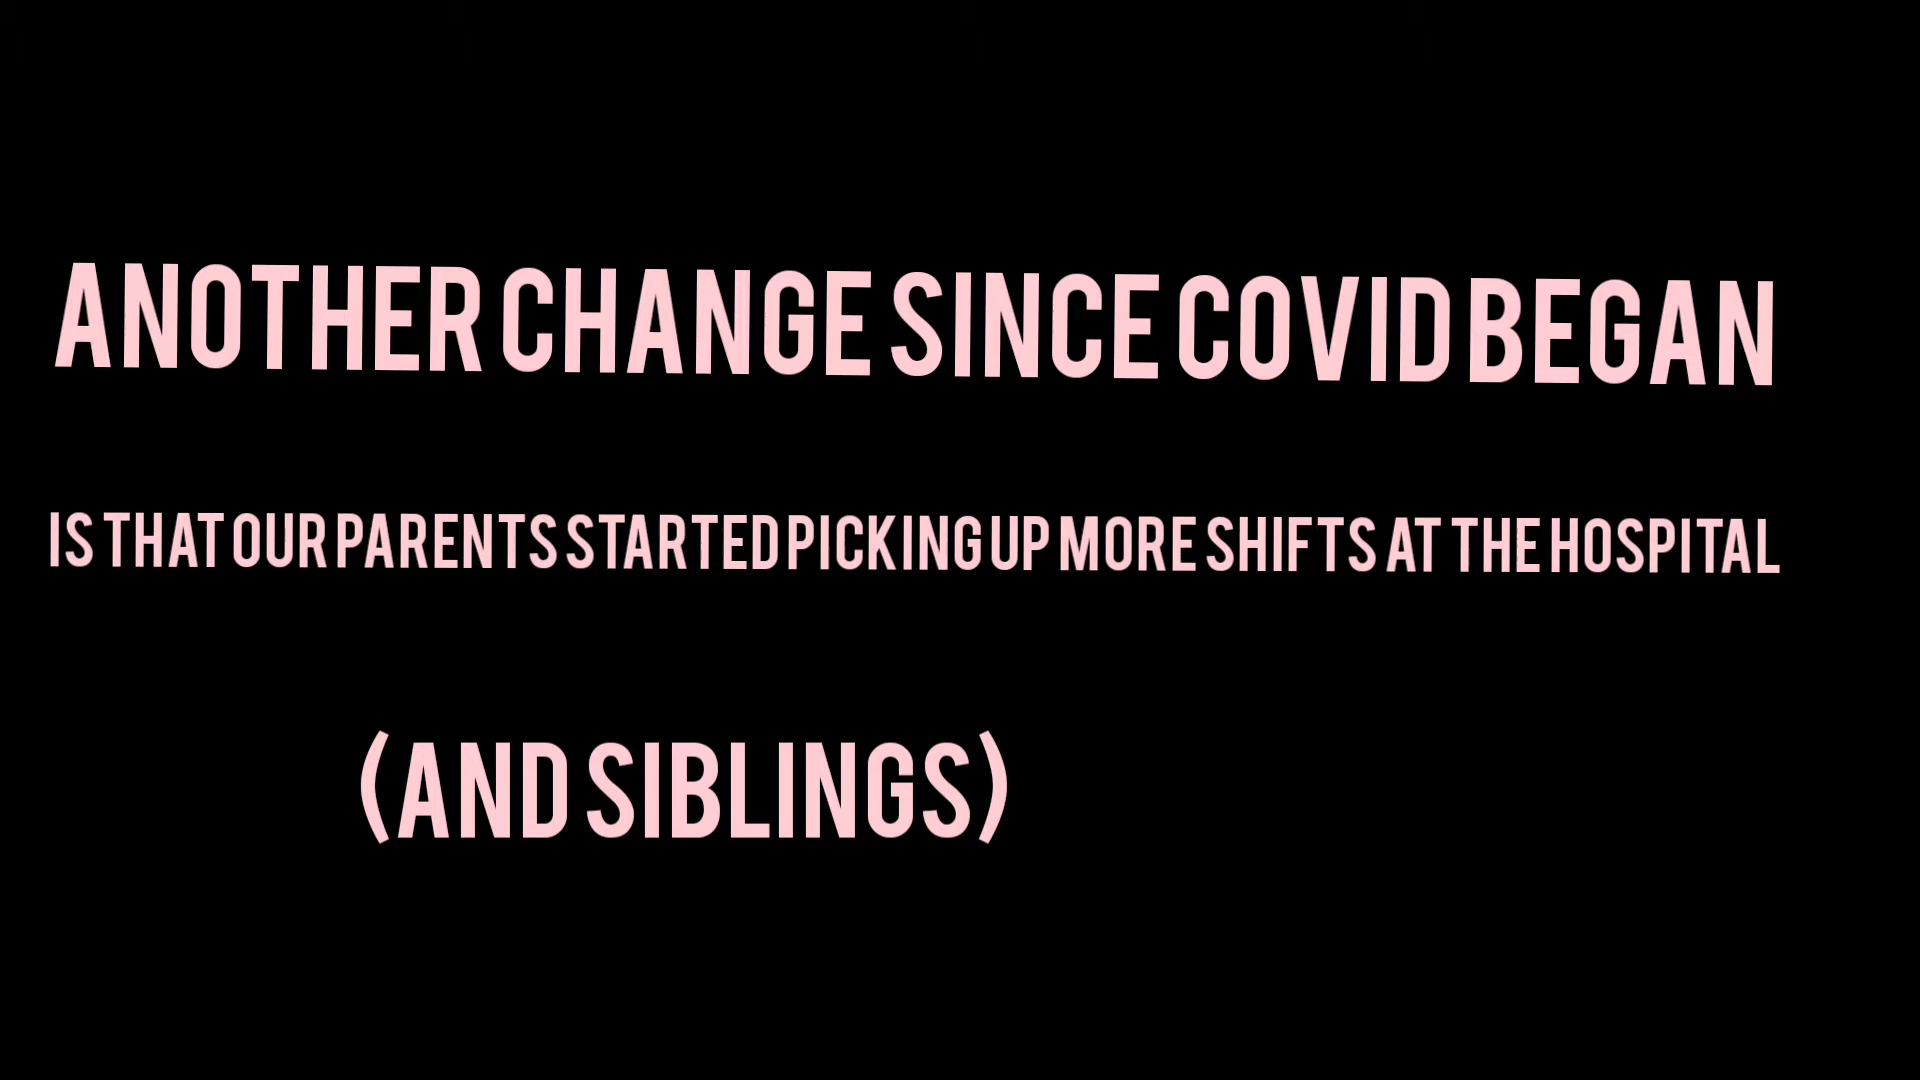 ANOTHER CHANGE SINCE COVID BEGAN
IS THAT OUR PARENTS STARTED PICKING UP MORE SHIFTS AT THE HOSPITAL
(AND SIBLINGS)